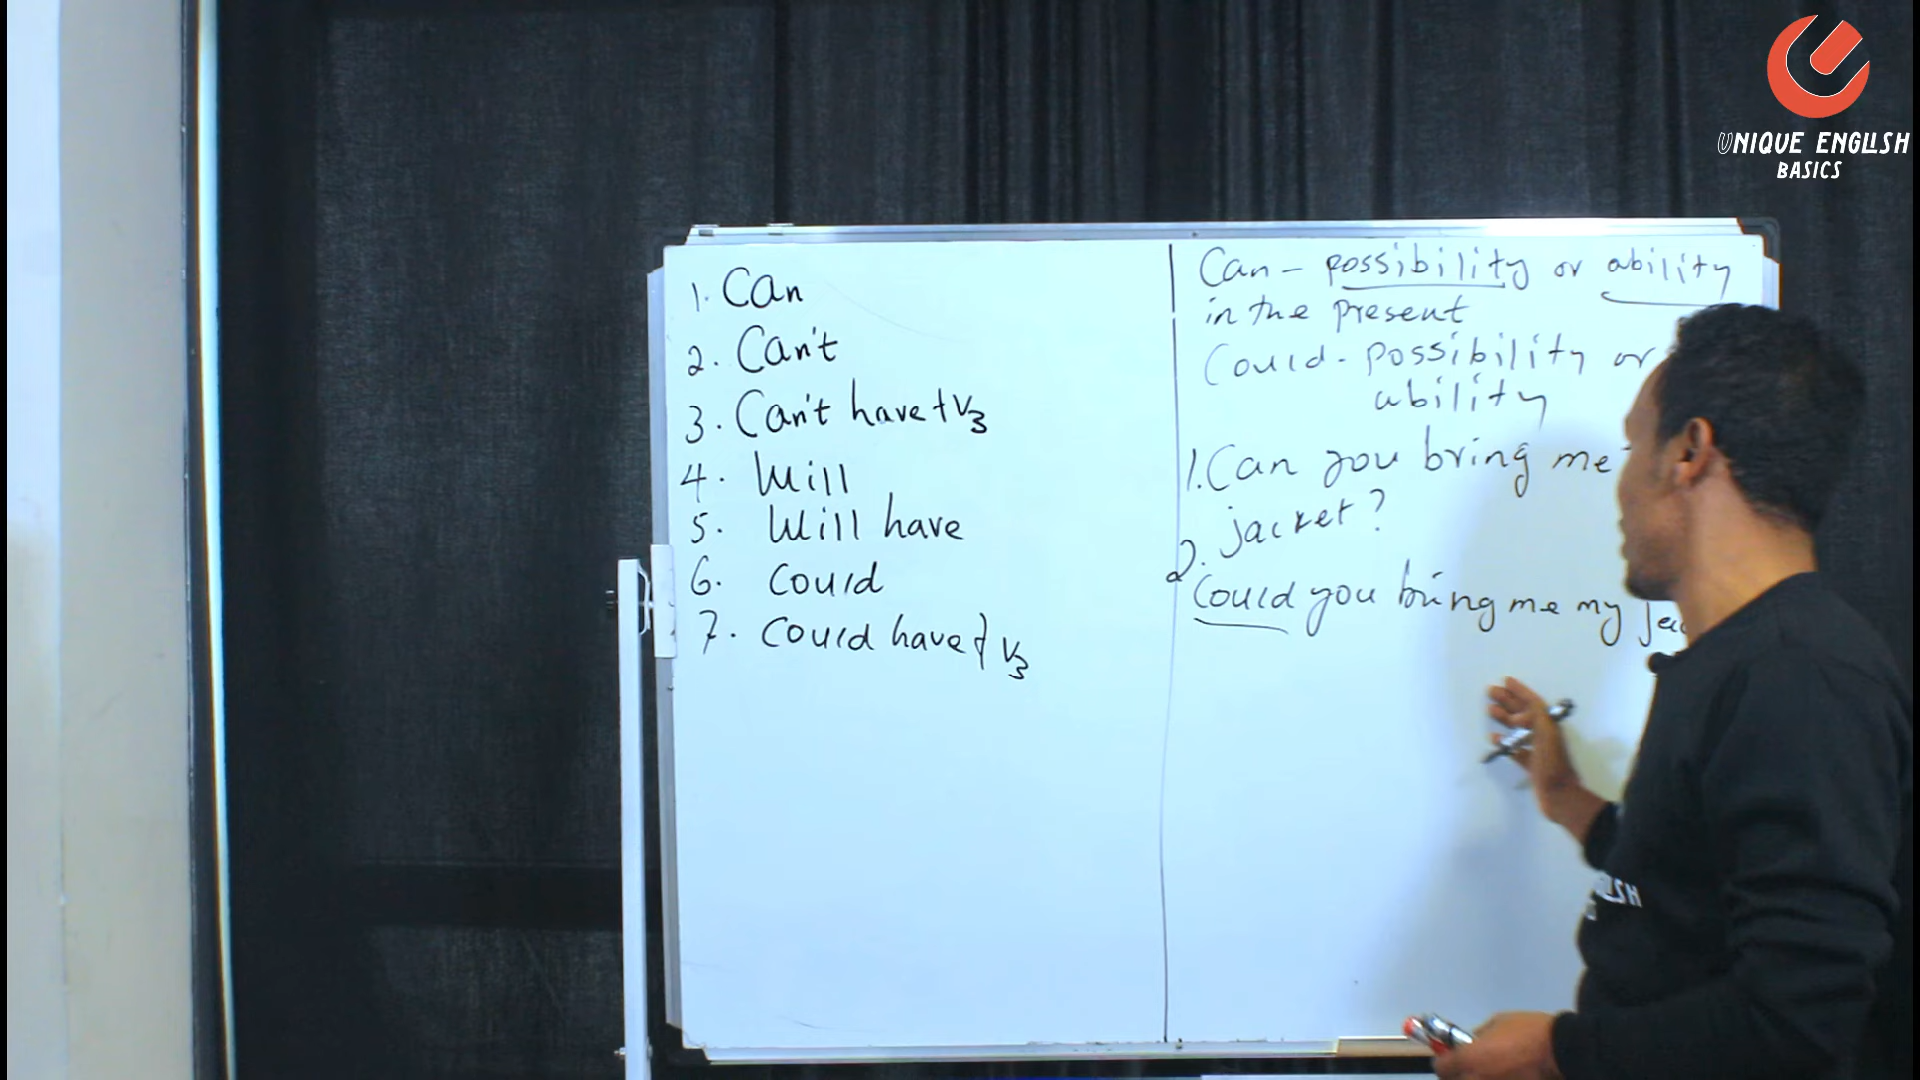 UNIQUE ENGLISH
BASICS
1. Can
2. Can't
3. Can't have + V3
4. Will
5. Will have
6. Could
7. Could have + V3
Can - possibility or ability
in the present
Could - possibility or
ability
1. Can you bring me
jacket?
2.
Could you bring me my